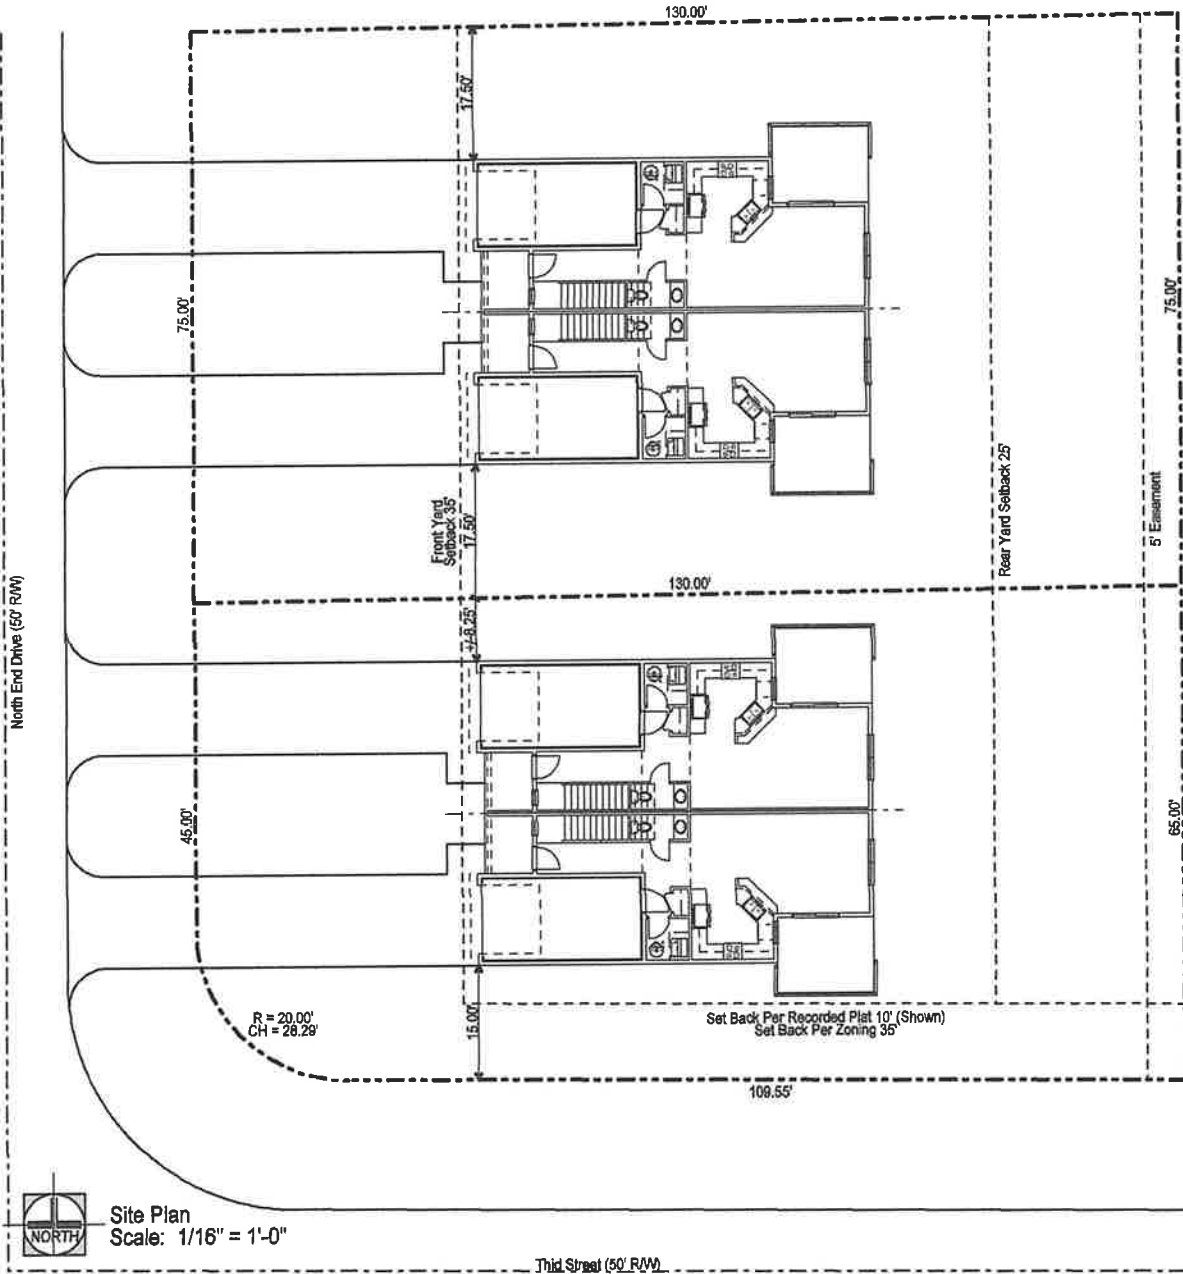 130.00'
17.50'
75.00'
75.00'
Front Yard
Setback 35'
17.50'
Rear Yard Setback 25'
5' Easement
130.00'
+/-8.25'
North End Drive (50' R/W)
45.00'
65.00'
R = 20.00'
CH = 28.29'
15.00'
Set Back Per Recorded Plat 10' (Shown)
Set Back Per Zoning 35'
109.55'
NORTH
Site Plan
Scale: 1/16" = 1'-0"
Thid Street (50' R/W)